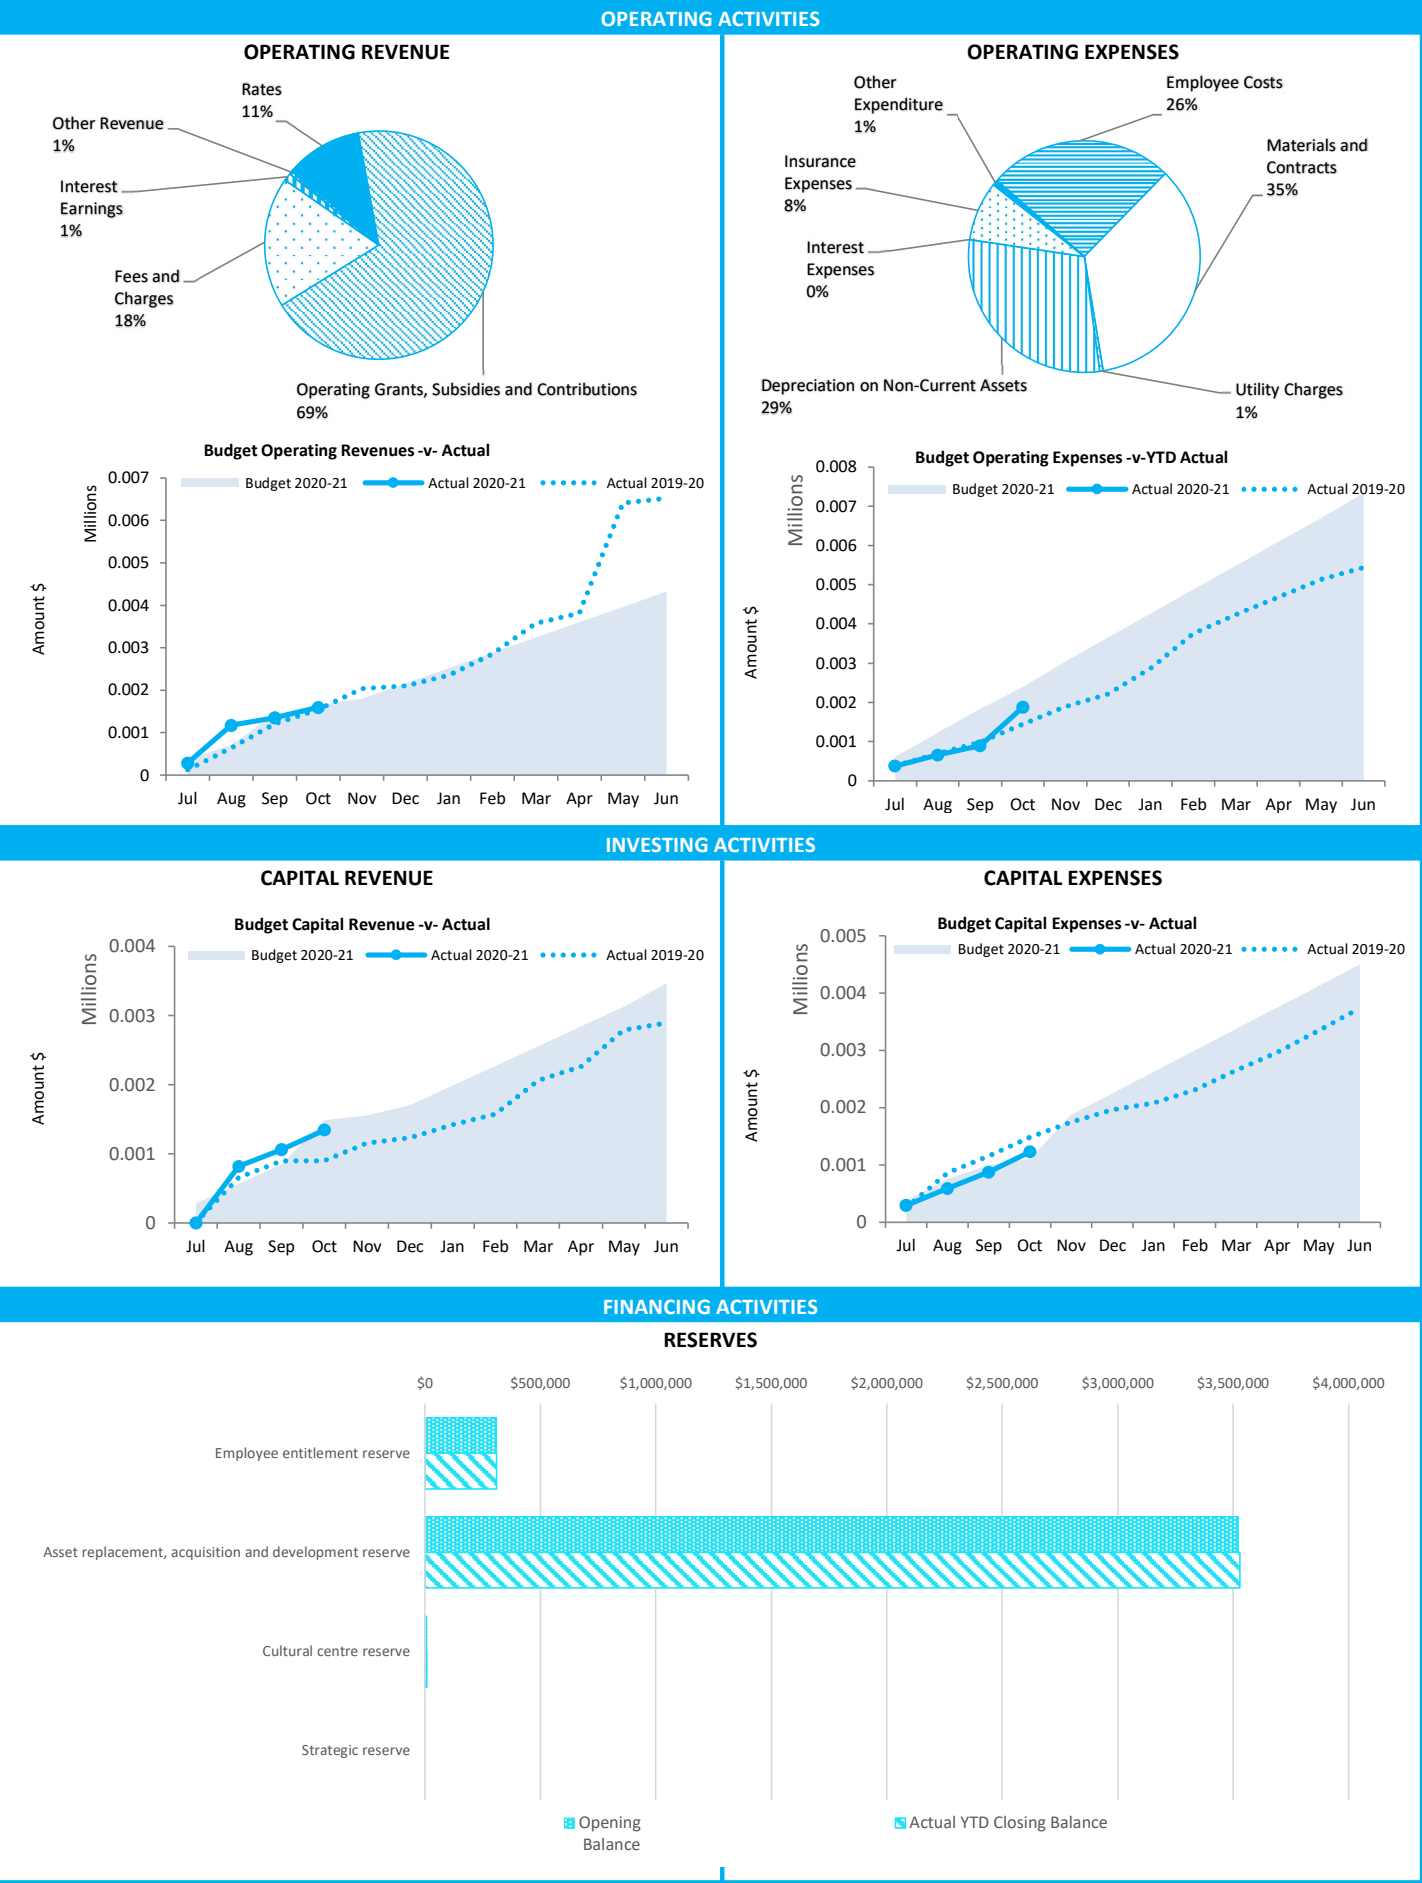 OPERATING ACTIVITIES
OPERATING REVENUE
Rates
11%
Other Revenue
1%
Interest
Earnings
1%
Fees and
Charges
18%
Operating Grants, Subsidies and Contributions
69%
OPERATING EXPENSES
Other
Expenditure
1%
Employee Costs
26%
Materials and
Contracts
35%
Insurance
Expenses
8%
Interest
Expenses
0%
Depreciation on Non-Current Assets
29%
Utility Charges
1%
Budget Operating Revenues -v- Actual
Budget 2020-21 Actual 2020-21 Actual 2019-20
Millions
Amount $
0.007
0.006
0.005
0.004
0.003
0.002
0.001
0
Jul Aug Sep Oct Nov Dec Jan Feb Mar Apr May Jun
Budget Operating Expenses -v-YTD Actual
Budget 2020-21 Actual 2020-21 Actual 2019-20
Millions
Amount $
0.008
0.007
0.006
0.005
0.004
0.003
0.002
0.001
0
Jul Aug Sep Oct Nov Dec Jan Feb Mar Apr May Jun
INVESTING ACTIVITIES
CAPITAL REVENUE
Budget Capital Revenue -v- Actual
Budget 2020-21 Actual 2020-21 Actual 2019-20
Millions
Amount $
0.004
0.003
0.002
0.001
0
Jul Aug Sep Oct Nov Dec Jan Feb Mar Apr May Jun
CAPITAL EXPENSES
Budget Capital Expenses -v- Actual
Budget 2020-21 Actual 2020-21 Actual 2019-20
Millions
Amount $
0.005
0.004
0.003
0.002
0.001
0
Jul Aug Sep Oct Nov Dec Jan Feb Mar Apr May Jun
FINANCING ACTIVITIES
RESERVES
$0 $500,000 $1,000,000 $1,500,000 $2,000,000 $2,500,000 $3,000,000 $3,500,000 $4,000,000
Employee entitlement reserve
Asset replacement, acquisition and development reserve
Cultural centre reserve
Strategic reserve
Opening
Balance
Actual YTD Closing Balance